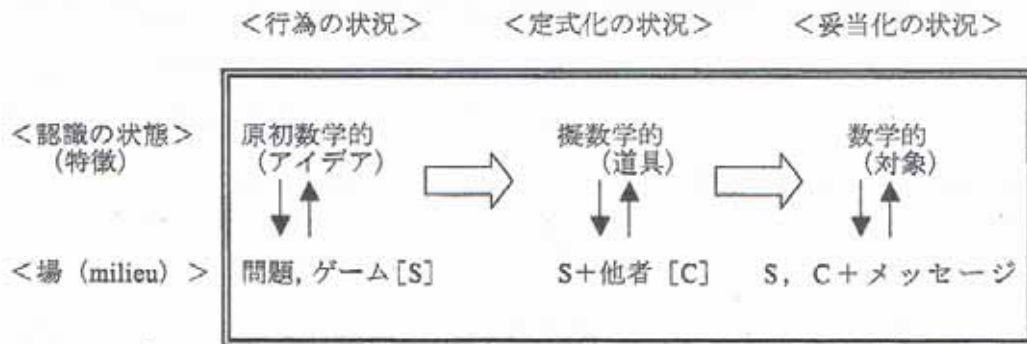 <行為の状況> <定式化の状況> <妥当化の状況>
<認識の状態> 原初数学的 擬数学的 数学的
(特徴) (アイデア) (道具) (対象)
<場 (milieu) > 問題, ゲーム [S] S+他者 [C] S, C+メッセージ